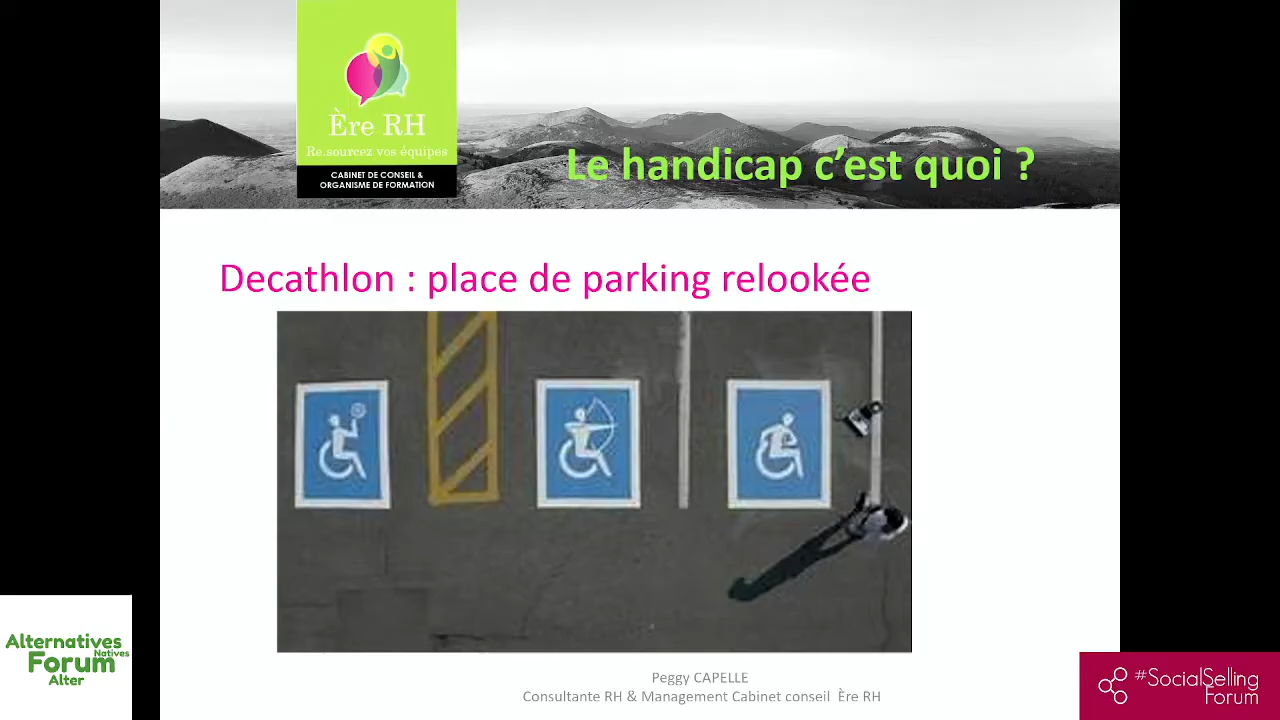 Ère RH
Re.sourcez vos équipes
CABINET DE CONSEIL &
ORGANISME DE FORMATION
Le handicap c’est quoi ?
Decathlon : place de parking relookée
Alternatives
Natives
Forum
Alter
Peggy CAPELLE
Consultante RH & Management Cabinet conseil Ère RH
#SocialSelling
Forum